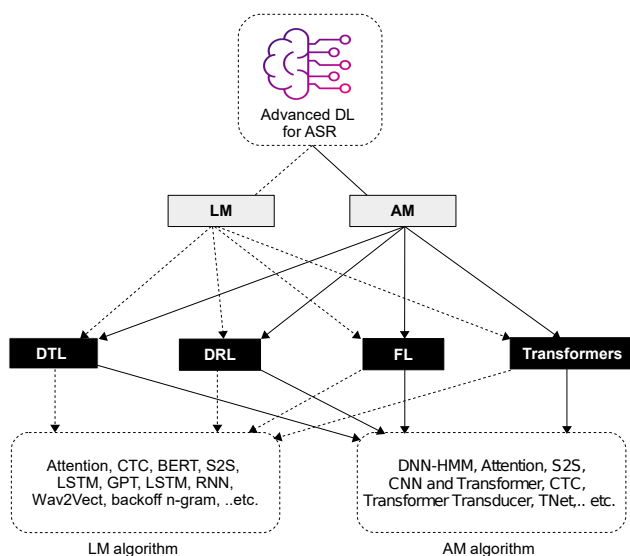 Advanced DL
for ASR
LM
AM
DTL
DRL
FL
Transformers
Attention, CTC, BERT, S2S,
LSTM, GPT, LSTM, RNN,
Wav2Vect, backoff n-gram, ..etc.
DNN-HMM, Attention, S2S,
CNN and Transformer, CTC,
Transformer Transducer, TNet,.. etc.
LM algorithm
AM algorithm